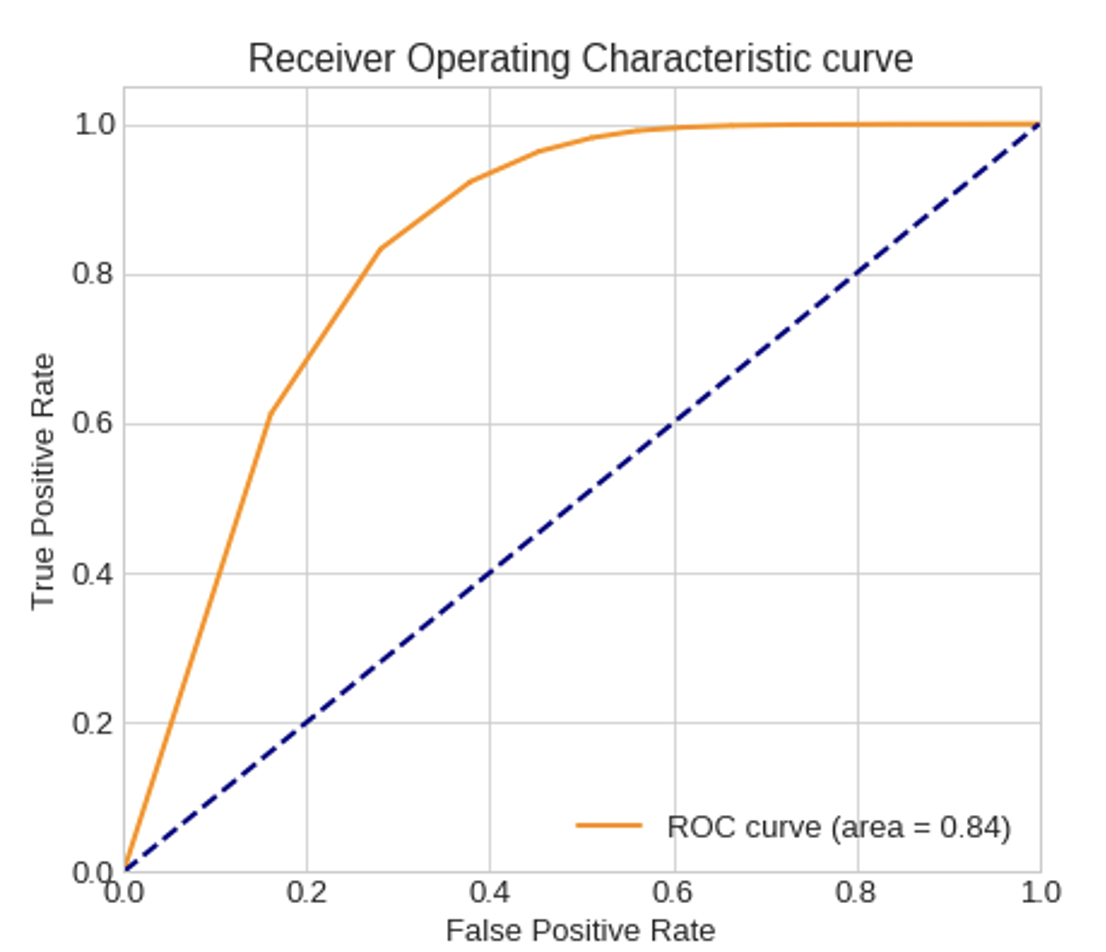 Receiver Operating Characteristic curve
1.0
0.8
0.6
0.4
0.2
0.0
True Positive Rate
ROC curve (area = 0.84)
0.0 0.2 0.4 0.6 0.8 1.0
False Positive Rate